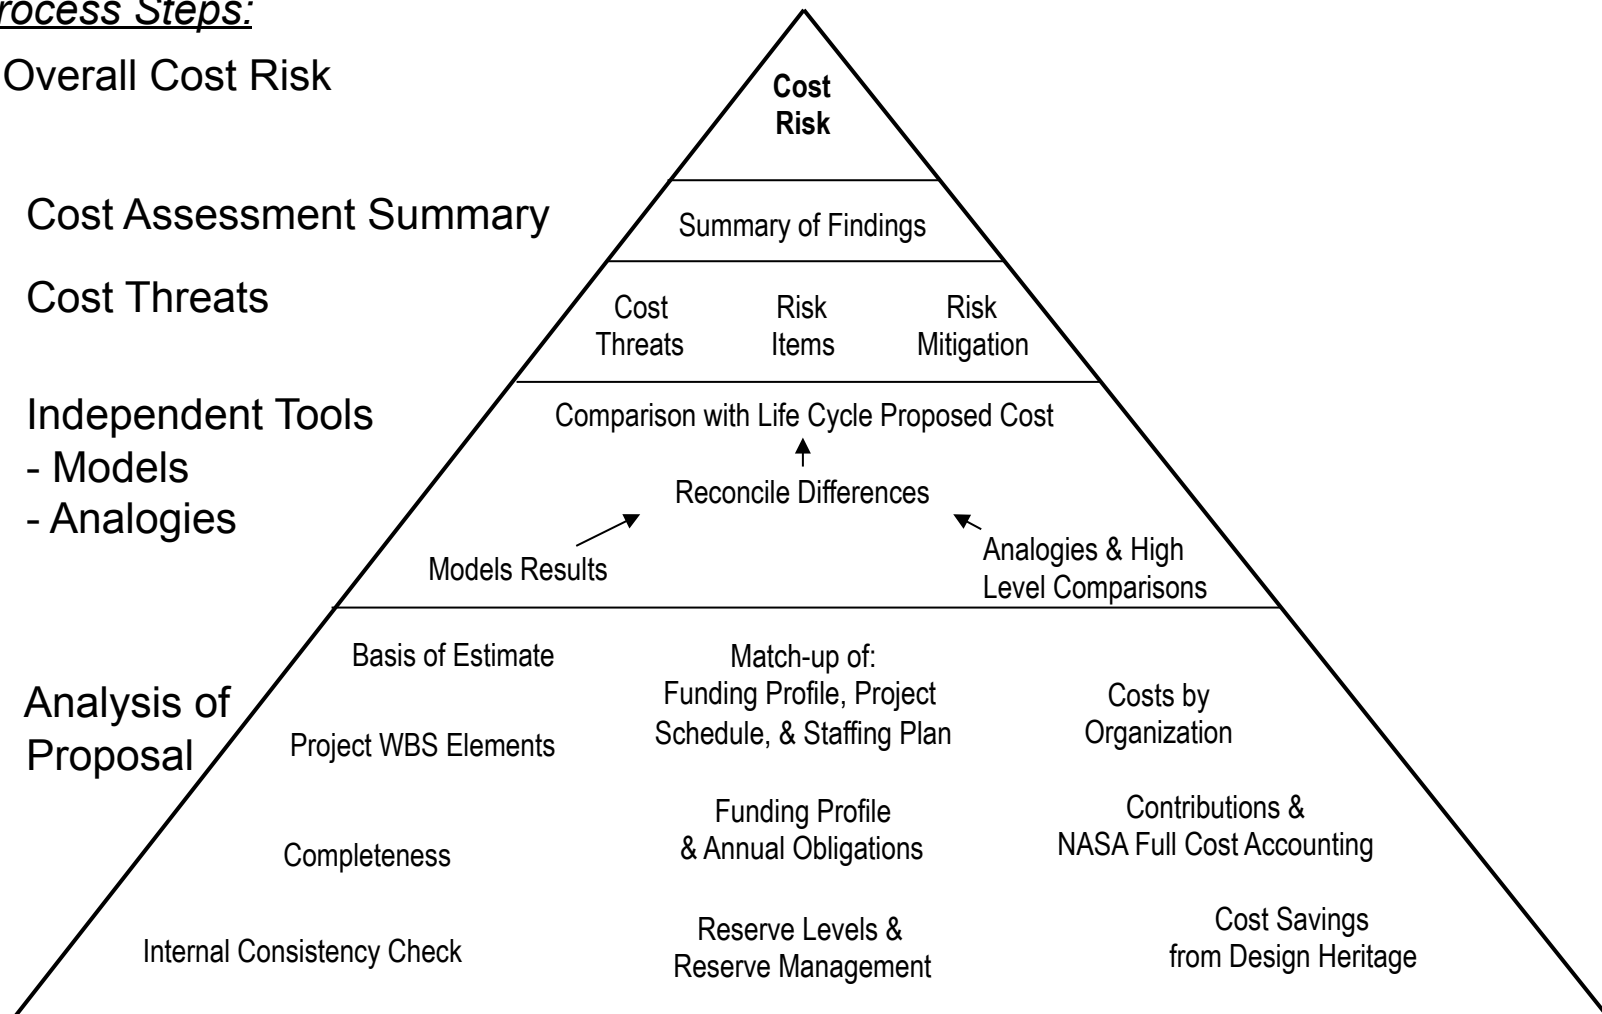 rocess Steps:
Overall Cost Risk
Cost
Risk
Cost Assessment Summary
Summary of Findings
Cost Threats
Cost
Threats
Risk
Items
Risk
Mitigation
Independent Tools
- Models
- Analogies
Comparison with Life Cycle Proposed Cost
Reconcile Differences
Models Results
Analogies & High
Level Comparisons
Analysis of
Proposal
Basis of Estimate
Project WBS Elements
Completeness
Internal Consistency Check
Match-up of:
Funding Profile, Project
Schedule, & Staffing Plan
Funding Profile
& Annual Obligations
Reserve Levels &
Reserve Management
Costs by
Organization
Contributions &
NASA Full Cost Accounting
Cost Savings
from Design Heritage